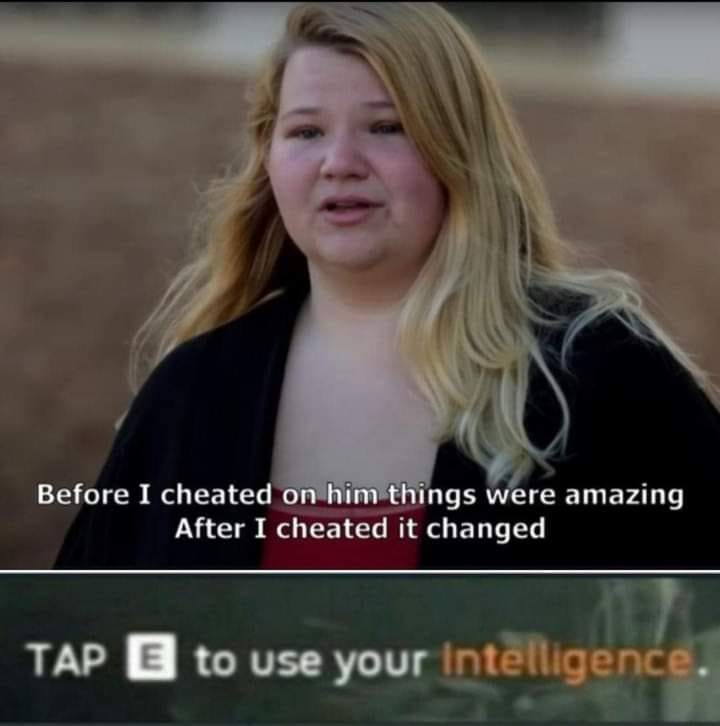 Before I cheated on him things were amazing
After I cheated it changed
TAP E to use your Intelligence.